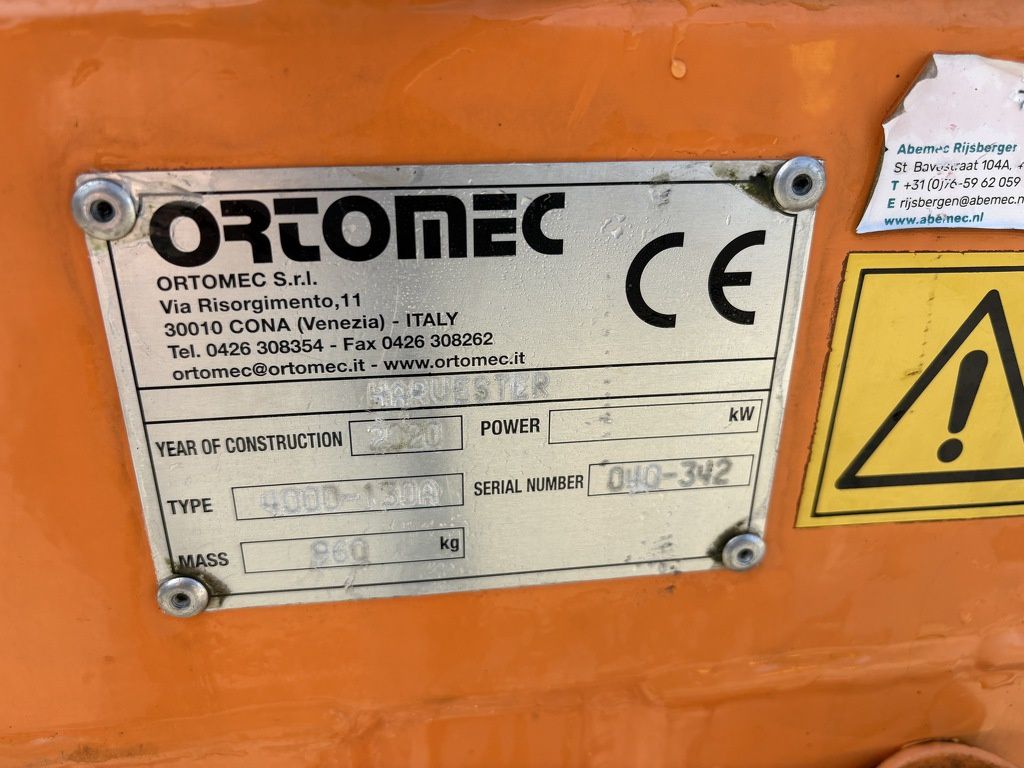 ORTOMEC
CE
ORTOMEC S.r.l.
Via Risorgimento,11
30010 CONA (Venezia) - ITALY
Tel. 0426 308354 - Fax 0426 308262
ortomec@ortomec.it - www.ortomec.it
HARVESTER
YEAR OF CONSTRUCTION 2020 POWER kW
TYPE 4000-130A SERIAL NUMBER 040-342
MASS 860 kg
Abemec Rijsberger
St Bavostraat 104A,
T +31(0)76-59 62 059
E rijsbergen@abemec.n
www.abemec.nl
!